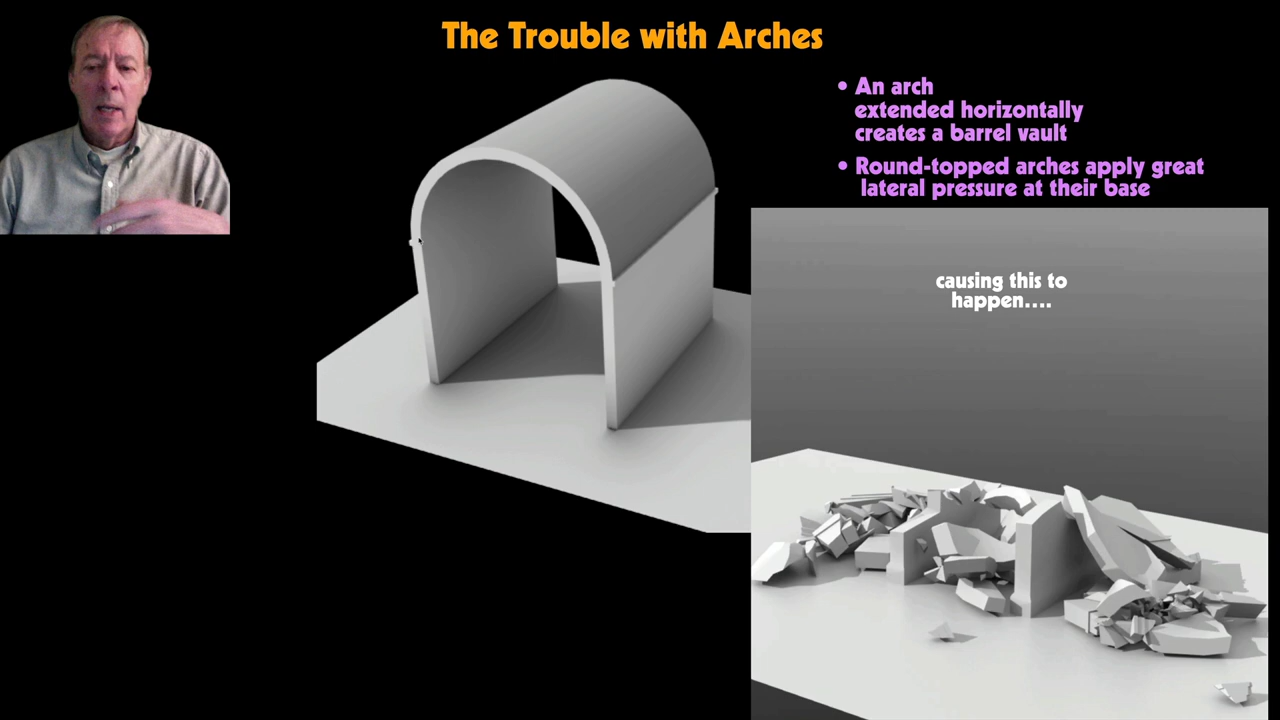 The Trouble with Arches
• An arch
extended horizontally
creates a barrel vault
• Round-topped arches apply great
lateral pressure at their base
causing this to
happen....